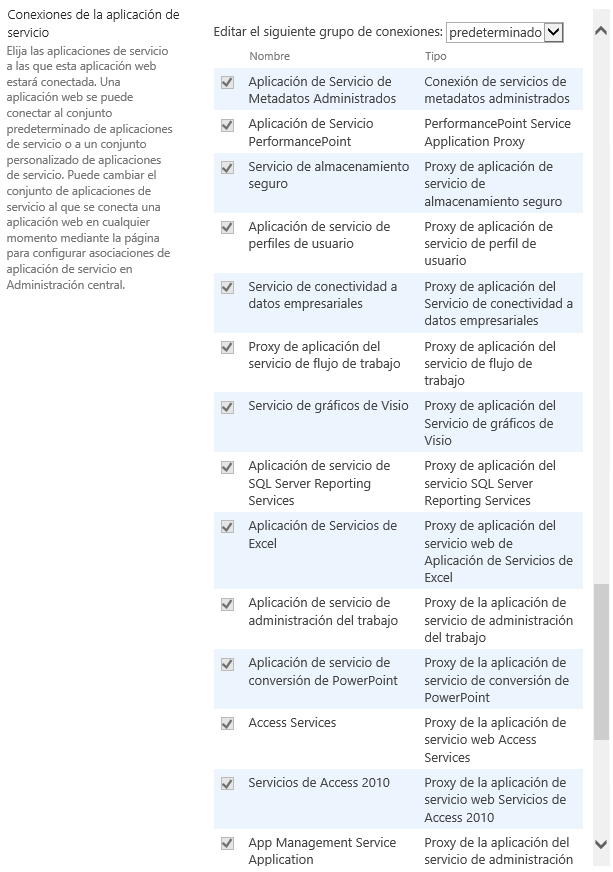 Conexiones de la aplicación de
servicio
Elija las aplicaciones de servicio
a las que esta aplicación web
estará conectada. Una
aplicación web se puede
conectar al conjunto
predeterminado de aplicaciones
de servicio o a un conjunto
personalizado de aplicaciones
de servicio. Puede cambiar el
conjunto de aplicaciones de
servicio al que se conecta una
aplicación web en cualquier
momento mediante la página
para configurar asociaciones de
aplicación de servicio en
Administración central.
Editar el siguiente grupo de conexiones: predeterminado
Nombre Tipo
Aplicación de Servicio de
Metadatos Administrados
Conexión de servicios de
metadatos administrados
Aplicación de Servicio
PerformancePoint
PerformancePoint Service
Application Proxy
Servicio de almacenamiento
seguro
Proxy de aplicación de
servicio de
almacenamiento seguro
Aplicación de servicio de
perfiles de usuario
Proxy de aplicación de
servicio de perfil de
usuario
Servicio de conectividad a
datos empresariales
Proxy de aplicación del
Servicio de conectividad a
datos empresariales
Proxy de aplicación del
servicio de flujo de trabajo
Proxy de aplicación del
servicio de flujo de
trabajo
Servicio de gráficos de Visio
Proxy de aplicación del
Servicio de gráficos de
Visio
Aplicación de servicio de
SQL Server Reporting
Services
Proxy de aplicación del
servicio SQL Server
Reporting Services
Aplicación de Servicios de
Excel
Proxy de aplicación del
servicio web de
Aplicación de Servicios de
Excel
Aplicación de servicio de
administración del trabajo
Proxy de la aplicación de
servicio de administración
del trabajo
Aplicación de servicio de
conversión de PowerPoint
Proxy de la aplicación de
servicio de conversión de
PowerPoint
Access Services
Proxy de la aplicación de
servicio web Access
Services
Servicios de Access 2010
Proxy de la aplicación de
servicio web Servicios de
Access 2010
App Management Service
Application
Proxy de la aplicación del
servicio de administración